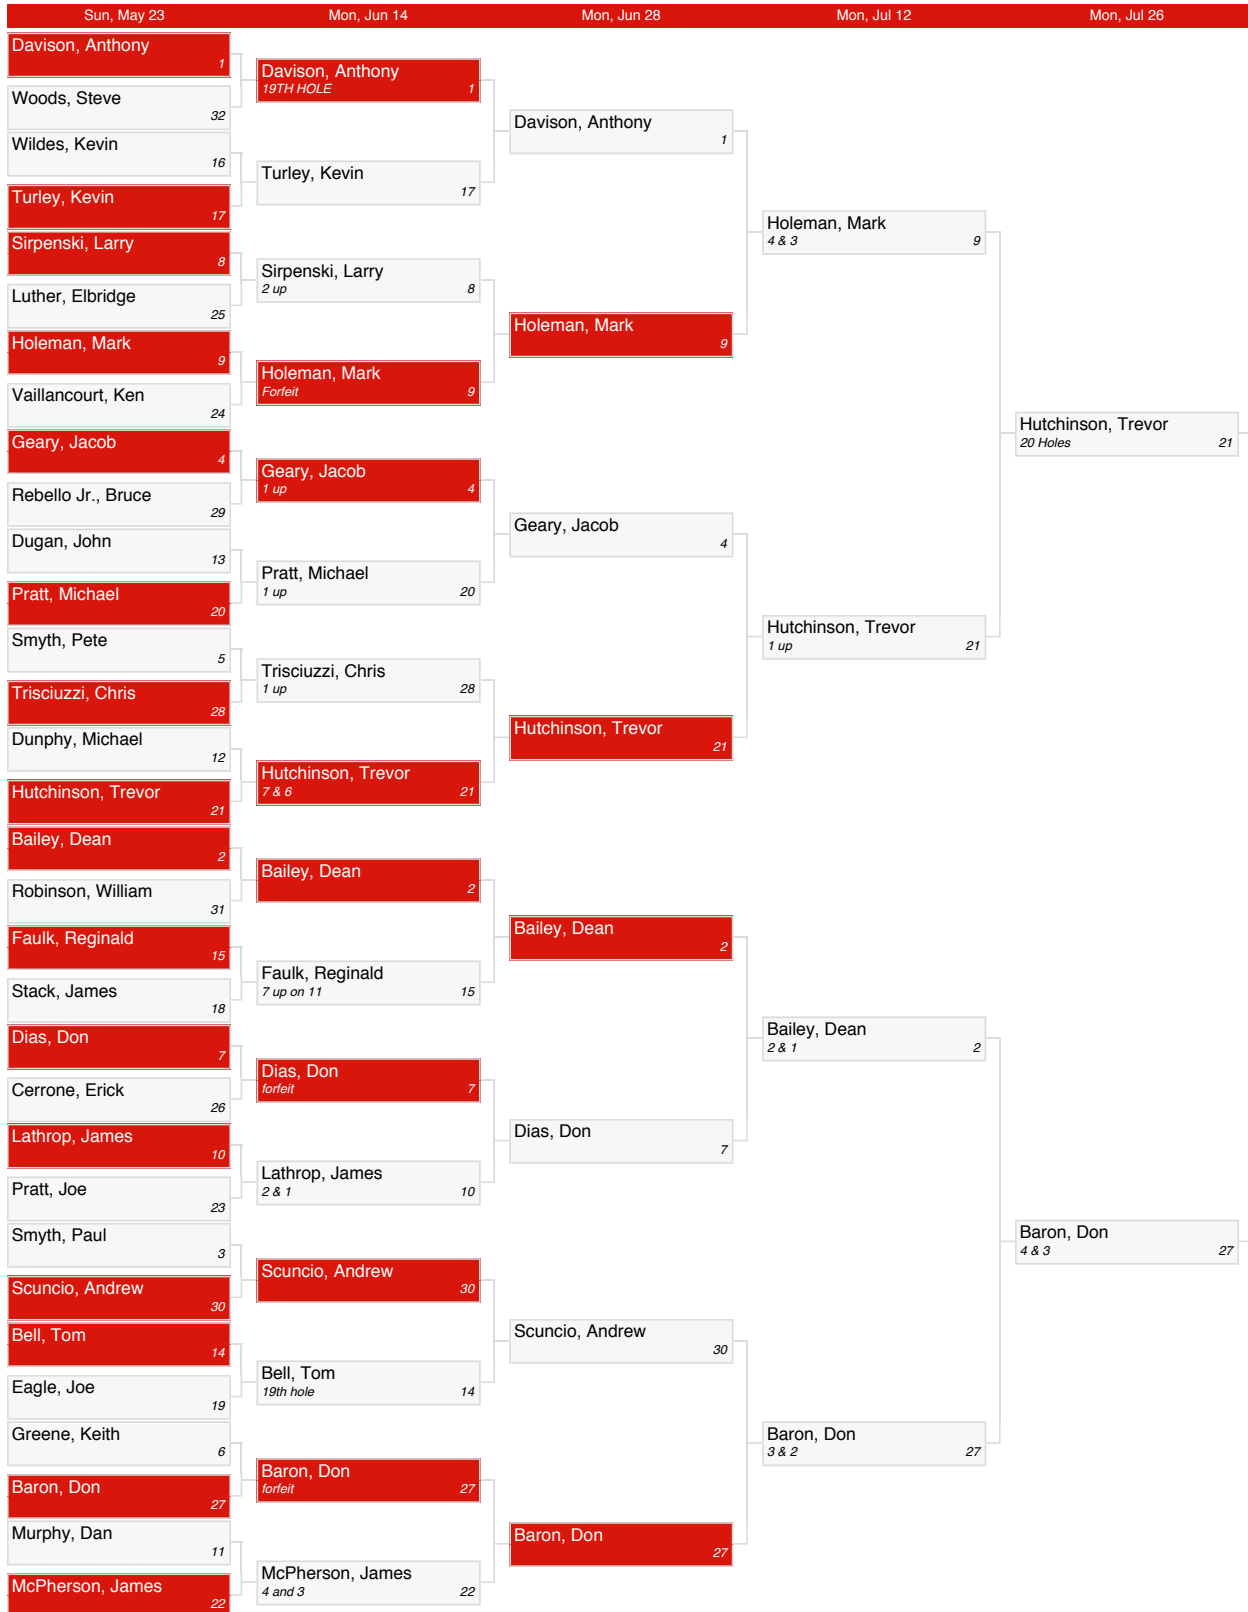 Sun, May 23
Mon, Jun 14
Mon, Jun 28
Mon, Jul 12
Mon, Jul 26
Davison, Anthony
1
Woods, Steve
32
Wildes, Kevin
16
Turley, Kevin
17
Sirpenski, Larry
8
Luther, Elbridge
25
Holeman, Mark
9
Vaillancourt, Ken
24
Geary, Jacob
4
Rebello Jr., Bruce
29
Dugan, John
13
Pratt, Michael
20
Smyth, Pete
5
Trisciuzzi, Chris
28
Dunphy, Michael
12
Hutchinson, Trevor
21
Bailey, Dean
2
Robinson, William
31
Faulk, Reginald
15
Stack, James
18
Dias, Don
7
Cerrone, Erick
26
Lathrop, James
10
Pratt, Joe
23
Smyth, Paul
3
Scuncio, Andrew
30
Bell, Tom
14
Eagle, Joe
19
Greene, Keith
6
Baron, Don
27
Murphy, Dan
11
McPherson, James
22
Davison, Anthony
19TH HOLE 1
Turley, Kevin
17
Sirpenski, Larry
2 up 8
Holeman, Mark
Forfeit 9
Geary, Jacob
1 up 4
Pratt, Michael
1 up 20
Trisciuzzi, Chris
1 up 28
Hutchinson, Trevor
7 & 6 21
Bailey, Dean
2
Faulk, Reginald
7 up on 11 15
Dias, Don
forfeit 7
Lathrop, James
2 & 1 10
Scuncio, Andrew
30
Bell, Tom
19th hole 14
Baron, Don
forfeit 27
McPherson, James
4 and 3 22
Davison, Anthony
1
Holeman, Mark
9
Geary, Jacob
4
Hutchinson, Trevor
21
Bailey, Dean
2
Dias, Don
7
Scuncio, Andrew
30
Baron, Don
27
Holeman, Mark
4 & 3 9
Hutchinson, Trevor
1 up 21
Bailey, Dean
2 & 1 2
Baron, Don
3 & 2 27
Hutchinson, Trevor
20 Holes 21
Baron, Don
4 & 3 27